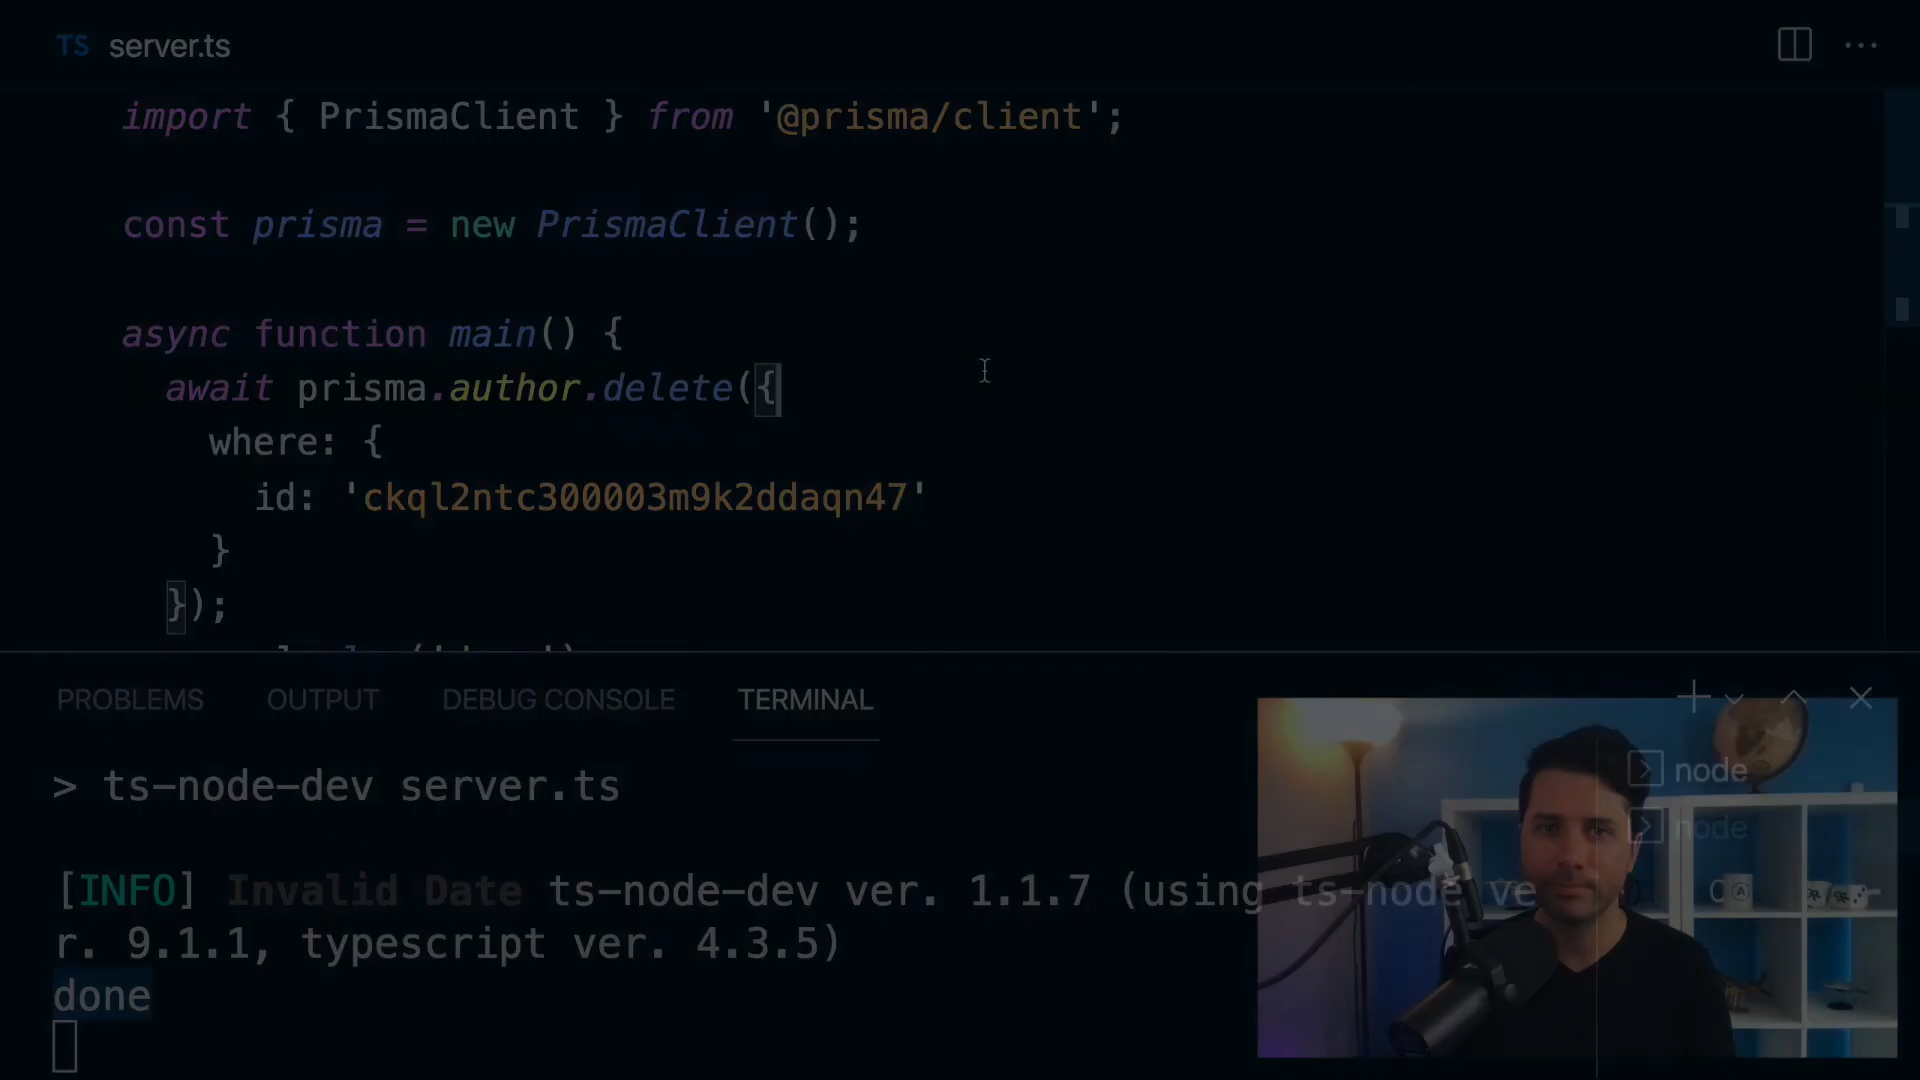 TS server.ts
import { PrismaClient } from '@prisma/client';
const prisma = new PrismaClient();
async function main() {
await prisma.author.delete({
where: {
id: 'ckql2ntc300003m9k2ddaqn47'
}
});
PROBLEMS OUTPUT DEBUG CONSOLE TERMINAL
> ts-node-dev server.ts
node
node
[INFO] Invalid Date ts-node-dev ver. 1.1.7 (using ts-node ve
r. 9.1.1, typescript ver. 4.3.5)
done